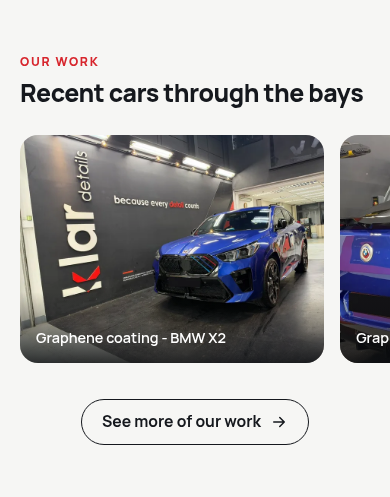 OUR WORK
Recent cars through the bays
klar details
because every detail counts
Graphene coating - BMW X2
Grap
See more of our work →